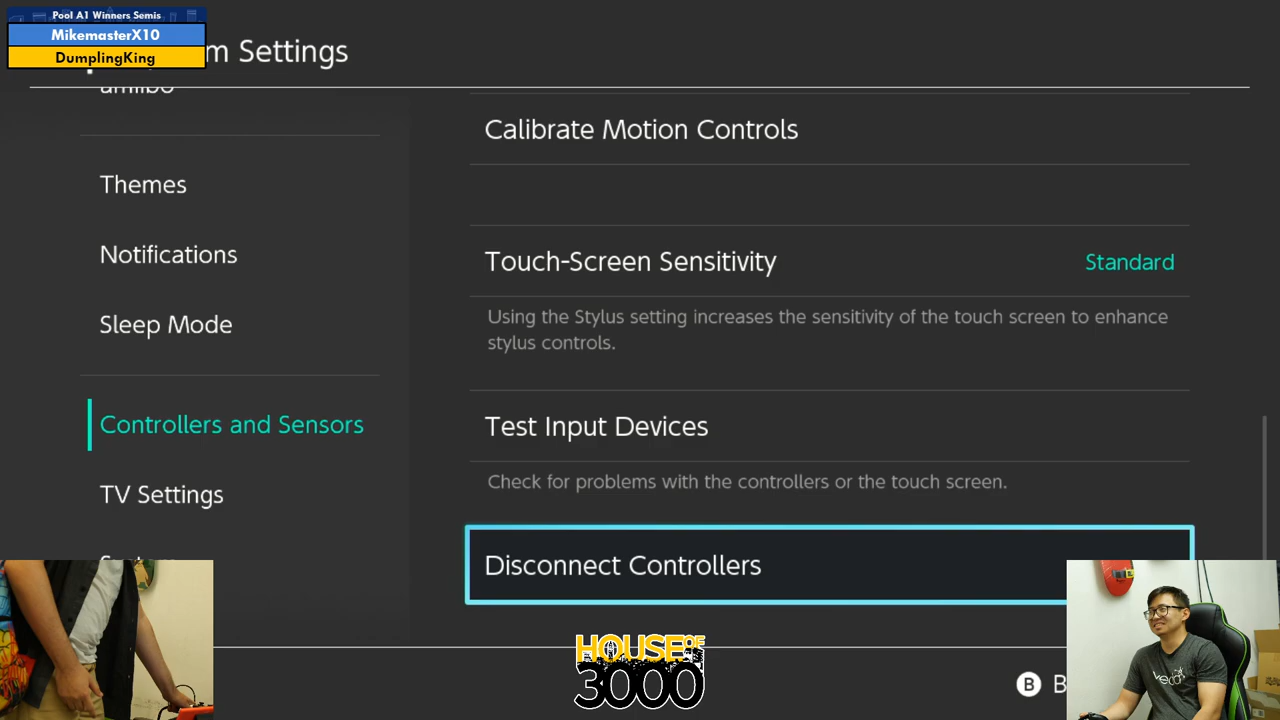 Pool A1 Winners Semis
MikemasterX10
DumplingKing
m Settings
amiibo
Themes
Notifications
Sleep Mode
Controllers and Sensors
TV Settings
System
Calibrate Motion Controls
Touch-Screen Sensitivity
Standard
Using the Stylus setting increases the sensitivity of the touch screen to enhance
stylus controls.
Test Input Devices
Check for problems with the controllers or the touch screen.
Disconnect Controllers
HOUSE OF
3000
B B